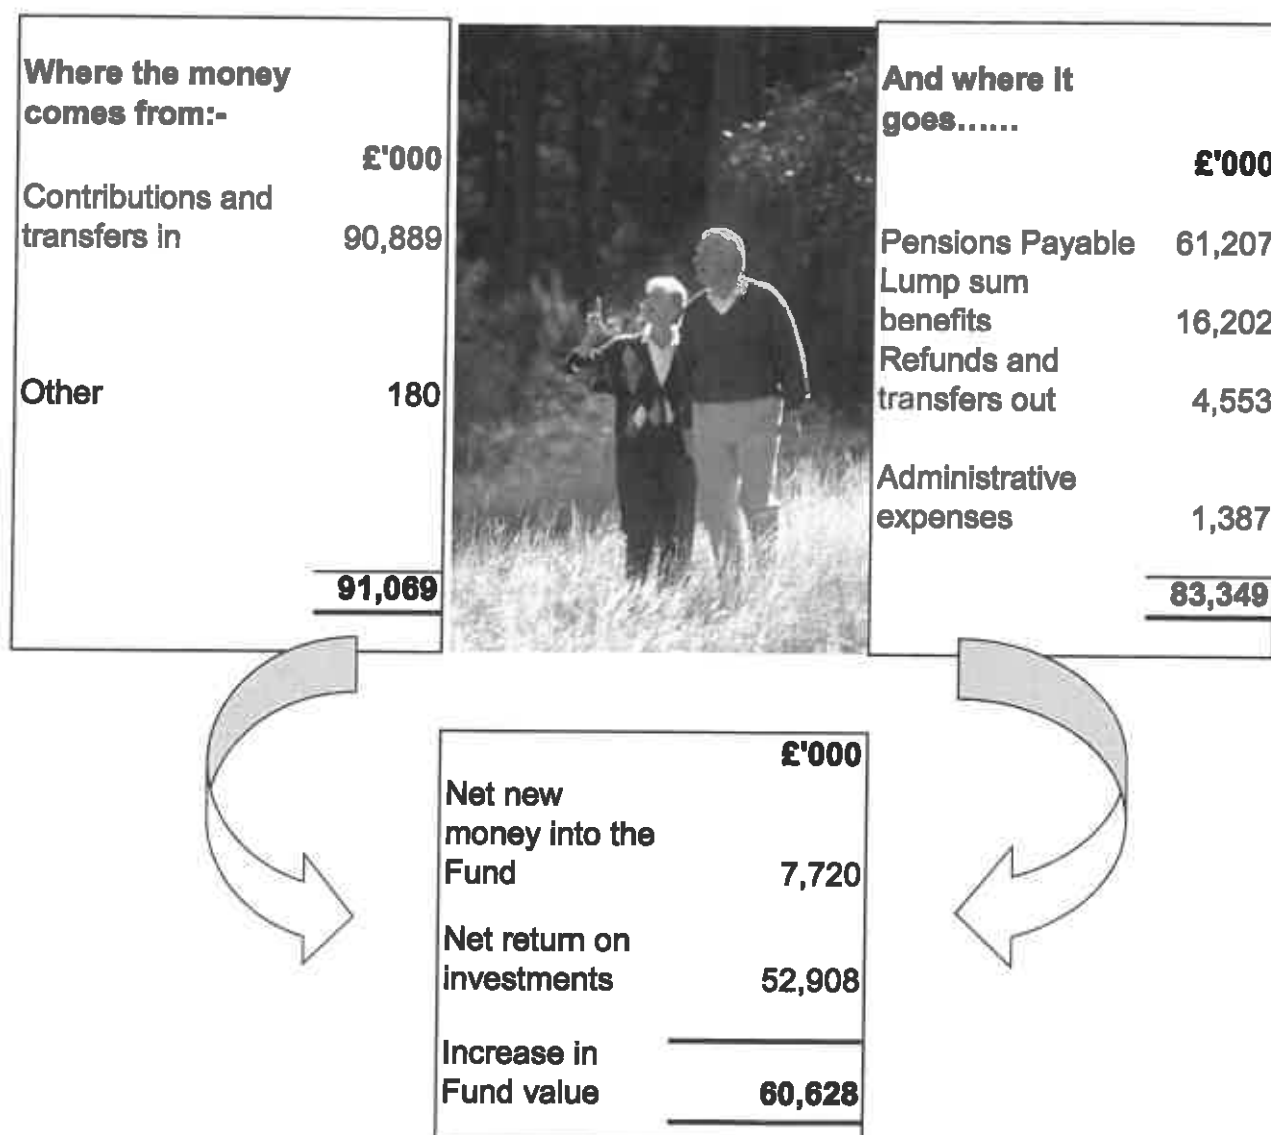 Where the money
comes from:-
£'000
Contributions and
transfers in 90,889
Other 180
91,069
And where it
goes......
£'000
Pensions Payable 61,207
Lump sum
benefits 16,202
Refunds and
transfers out 4,553
Administrative
expenses 1,387
83,349
£'000
Net new
money into the
Fund 7,720
Net return on
investments 52,908
Increase in
Fund value 60,628